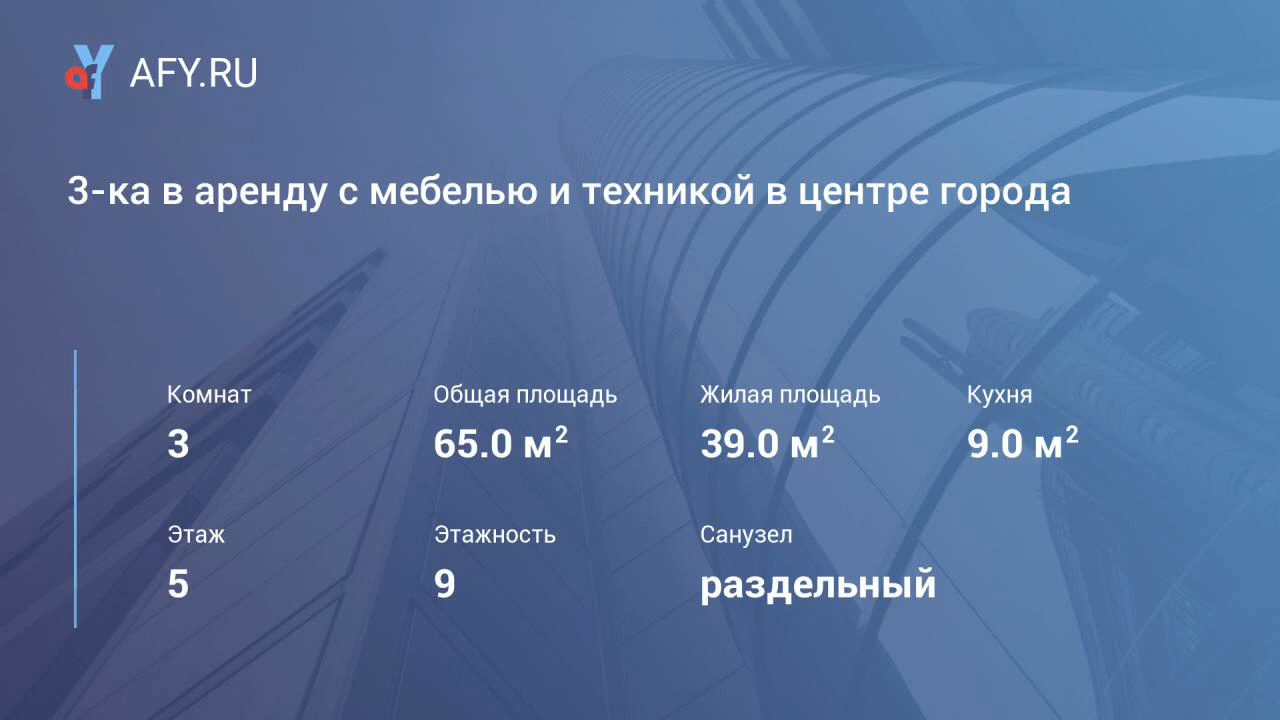 ayf AFY.RU
3-ка в аренду с мебелью и техникой в центре города
Комнат Общая площадь Жилая площадь Кухня
3 65.0 м² 39.0 м² 9.0 м²
Этаж Этажность Санузел
5 9 раздельный